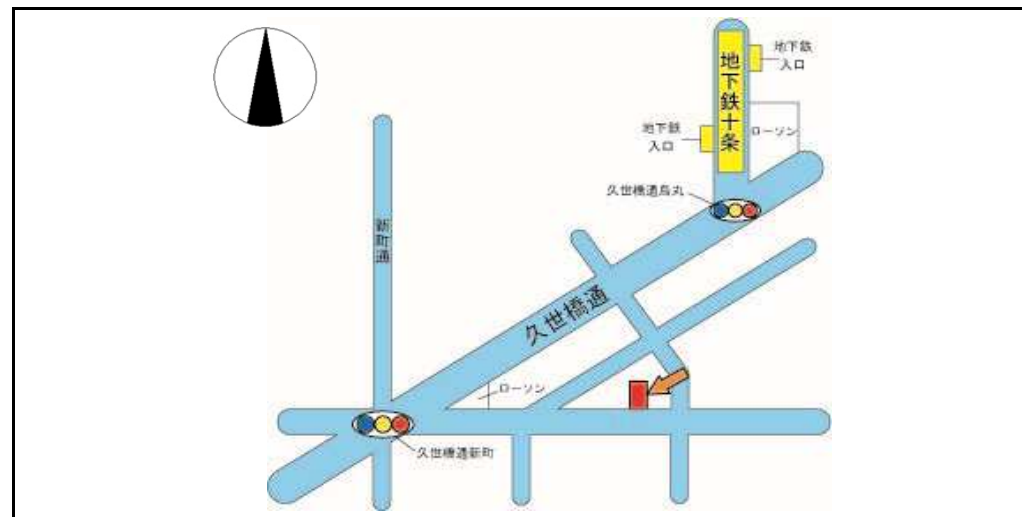 地下鉄
入口
地下鉄十条
地下鉄
入口
ローソン
久世橋通烏丸
新町通
久世橋通
ローソン
久世橋通新町